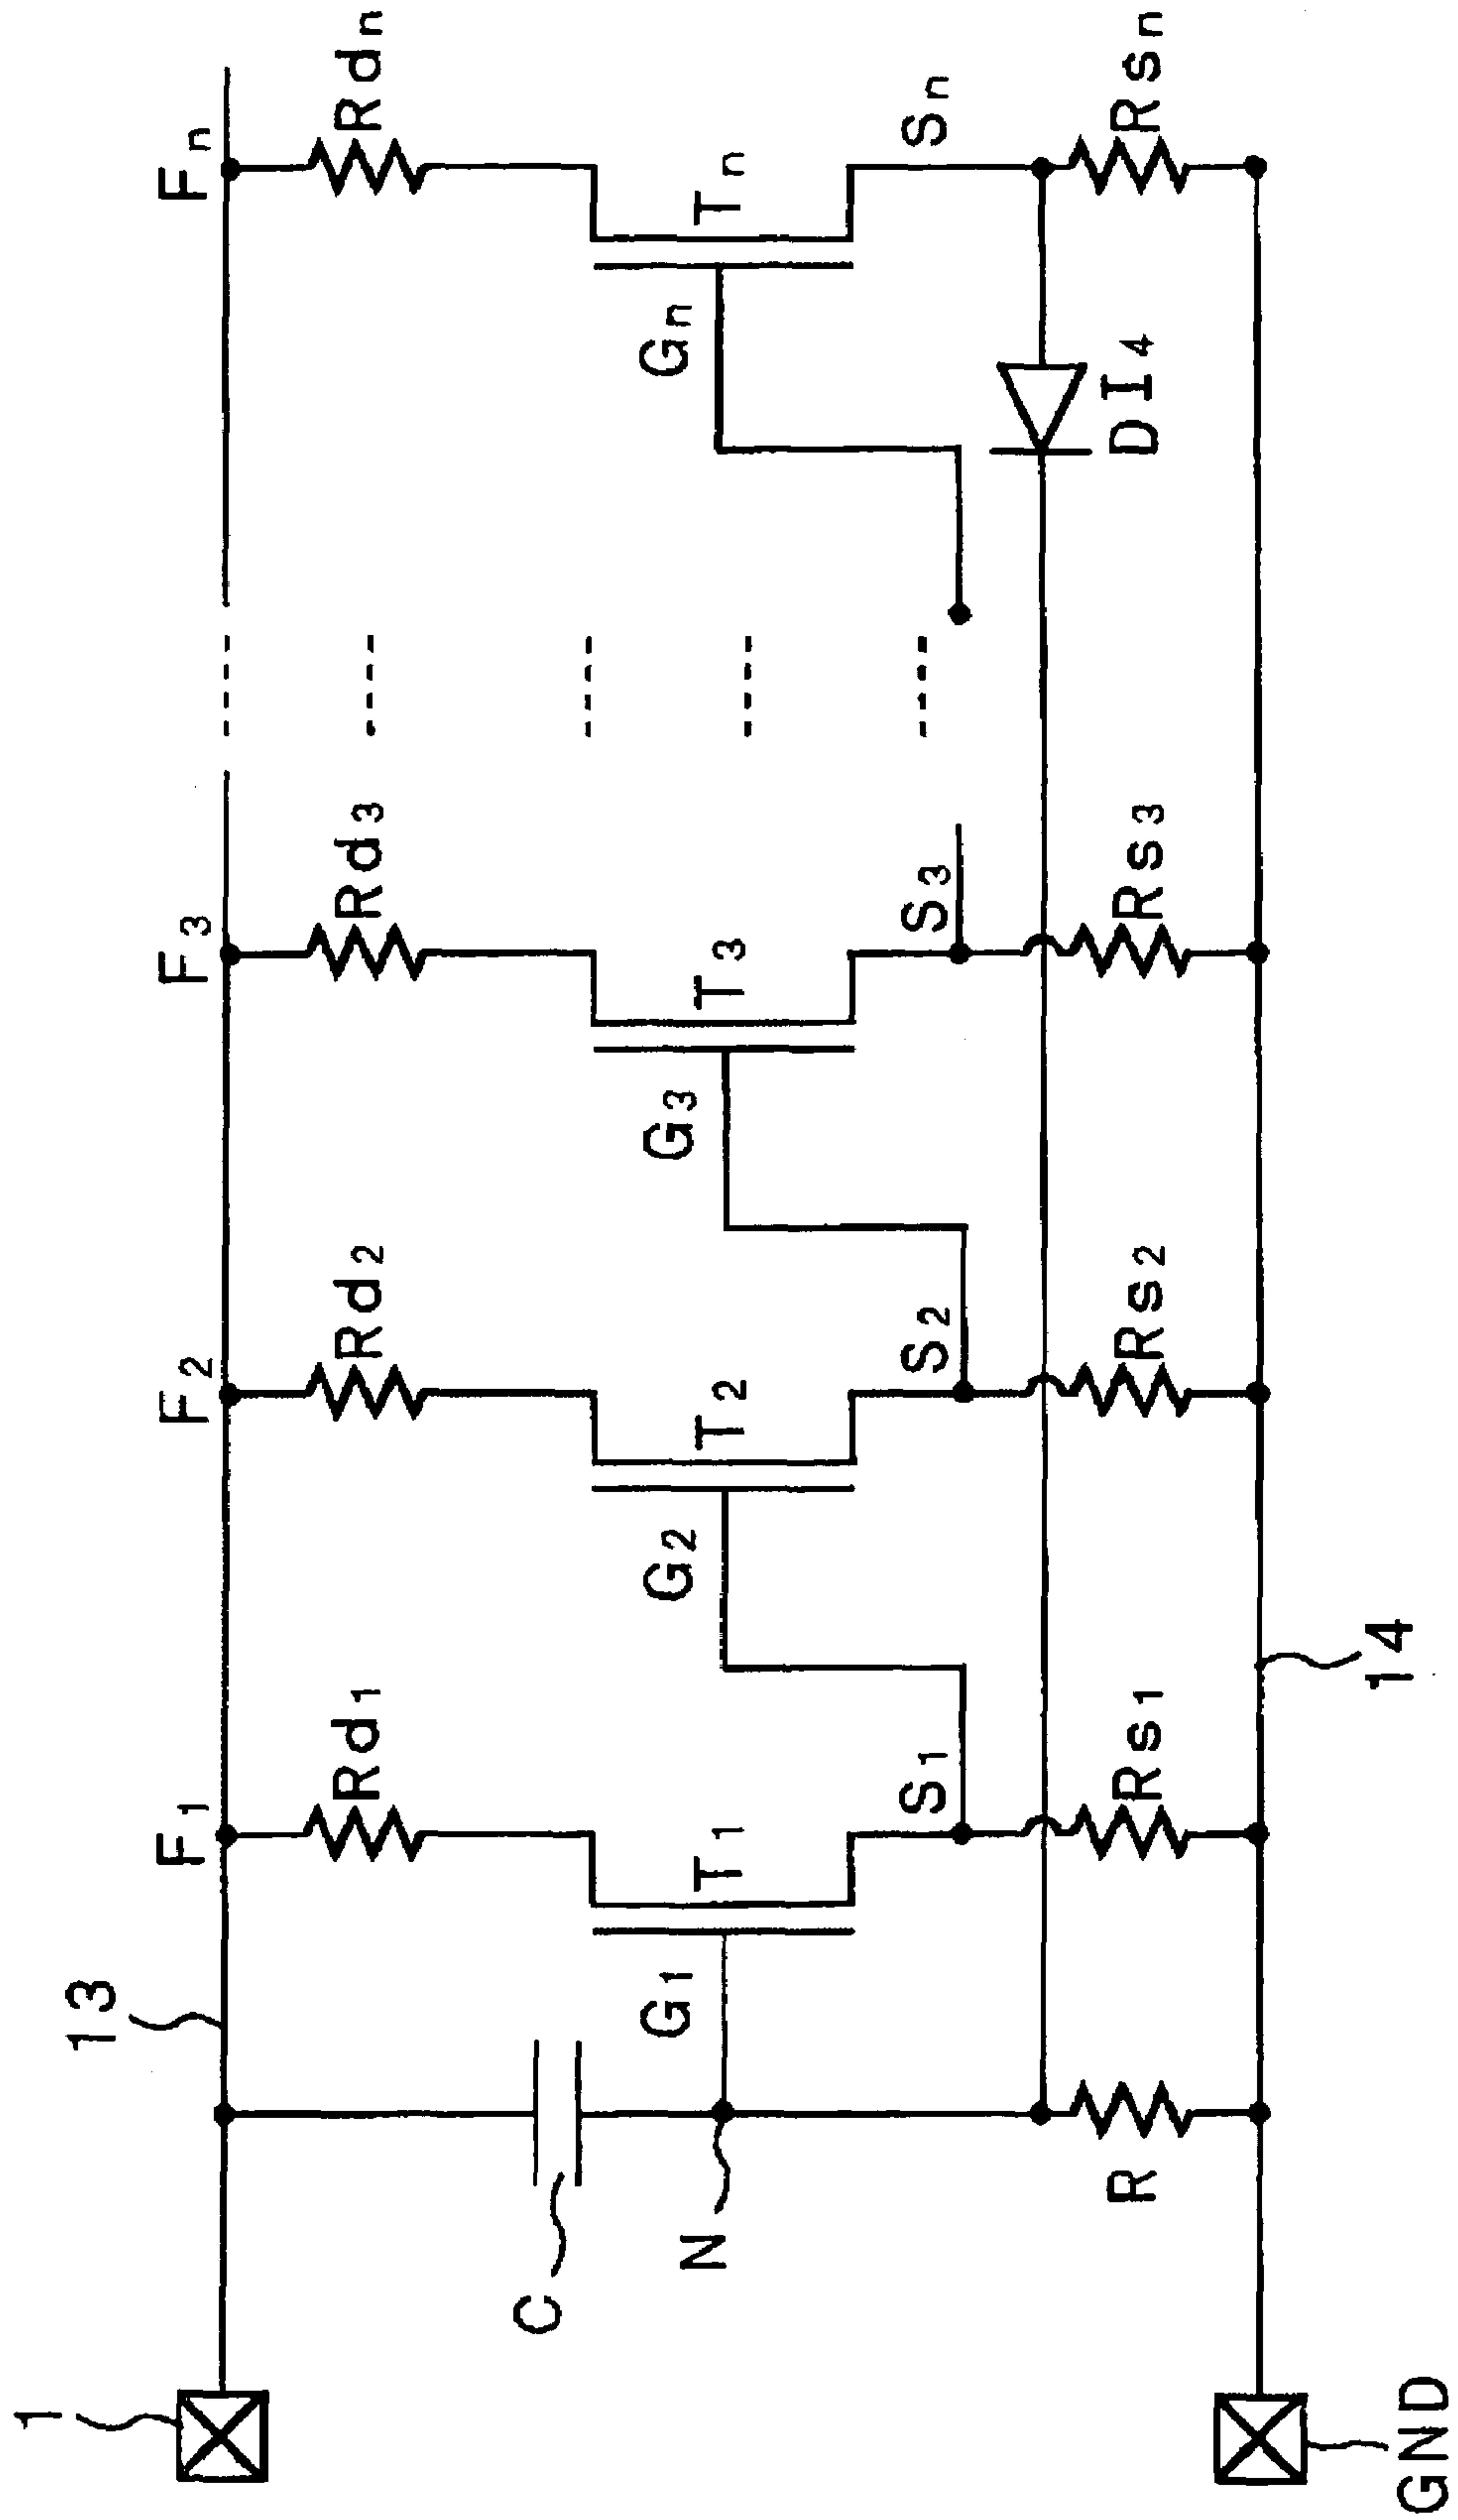 1
13
F1
F2
F3
Fn
Rd1
Rd2
Rd3
Rdn
C
G1
T1
G2
T2
G3
T3
Gn
Tn
N
S1
S2
S3
Sn
R
Rs1
Rs2
Rs3
DI4
Rsn
14
GND